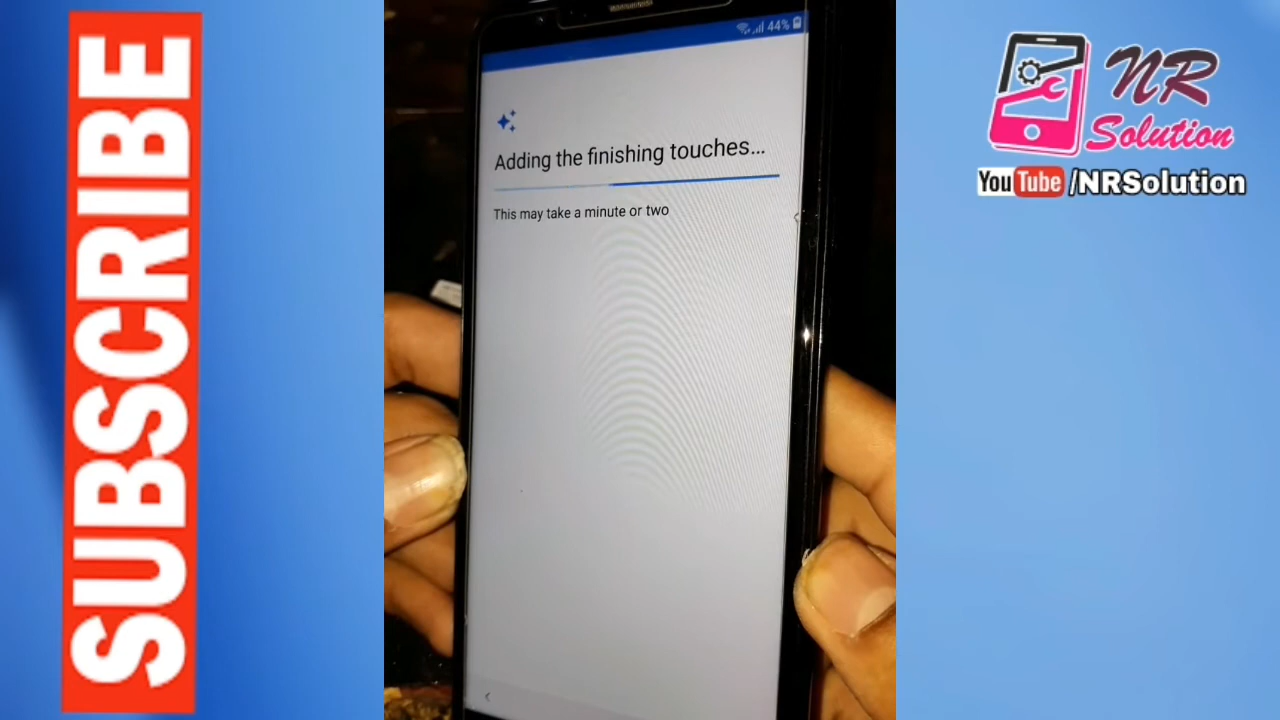 SUBSCRIBE
44%
Adding the finishing touches...
This may take a minute or two
NR
Solution
YouTube/NRSolution